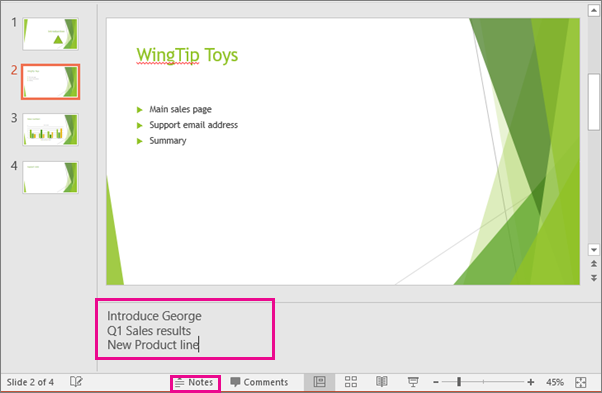 1
2
3
4
WingTip Toys
Main sales page
Support email address
Summary
Introduce George
Q1 Sales results
New Product line
Slide 2 of 4 Notes Comments 45%